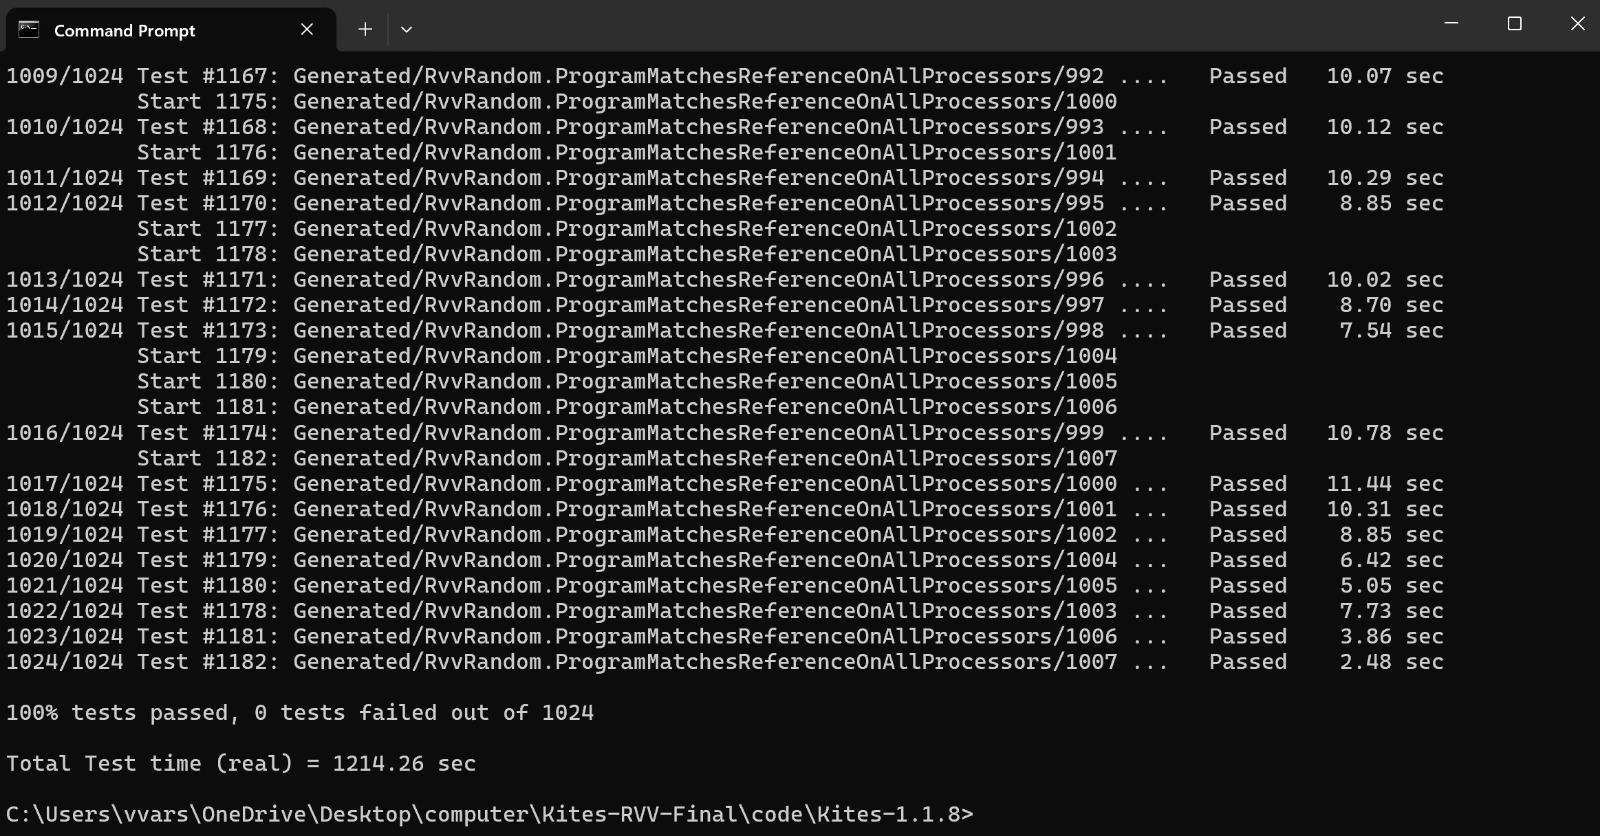 Command Prompt
1009/1024 Test #1167: Generated/RvvRandom.ProgramMatchesReferenceOnAllProcessors/992 ....   Passed   10.07 sec
          Start 1175: Generated/RvvRandom.ProgramMatchesReferenceOnAllProcessors/1000
1010/1024 Test #1168: Generated/RvvRandom.ProgramMatchesReferenceOnAllProcessors/993 ....   Passed   10.12 sec
          Start 1176: Generated/RvvRandom.ProgramMatchesReferenceOnAllProcessors/1001
1011/1024 Test #1169: Generated/RvvRandom.ProgramMatchesReferenceOnAllProcessors/994 ....   Passed   10.29 sec
1012/1024 Test #1170: Generated/RvvRandom.ProgramMatchesReferenceOnAllProcessors/995 ....   Passed    8.85 sec
          Start 1177: Generated/RvvRandom.ProgramMatchesReferenceOnAllProcessors/1002
          Start 1178: Generated/RvvRandom.ProgramMatchesReferenceOnAllProcessors/1003
1013/1024 Test #1171: Generated/RvvRandom.ProgramMatchesReferenceOnAllProcessors/996 ....   Passed   10.02 sec
1014/1024 Test #1172: Generated/RvvRandom.ProgramMatchesReferenceOnAllProcessors/997 ....   Passed    8.70 sec
1015/1024 Test #1173: Generated/RvvRandom.ProgramMatchesReferenceOnAllProcessors/998 ....   Passed    7.54 sec
          Start 1179: Generated/RvvRandom.ProgramMatchesReferenceOnAllProcessors/1004
          Start 1180: Generated/RvvRandom.ProgramMatchesReferenceOnAllProcessors/1005
          Start 1181: Generated/RvvRandom.ProgramMatchesReferenceOnAllProcessors/1006
1016/1024 Test #1174: Generated/RvvRandom.ProgramMatchesReferenceOnAllProcessors/999 ....   Passed   10.78 sec
          Start 1182: Generated/RvvRandom.ProgramMatchesReferenceOnAllProcessors/1007
1017/1024 Test #1175: Generated/RvvRandom.ProgramMatchesReferenceOnAllProcessors/1000 ...   Passed   11.44 sec
1018/1024 Test #1176: Generated/RvvRandom.ProgramMatchesReferenceOnAllProcessors/1001 ...   Passed   10.31 sec
1019/1024 Test #1177: Generated/RvvRandom.ProgramMatchesReferenceOnAllProcessors/1002 ...   Passed    8.85 sec
1020/1024 Test #1179: Generated/RvvRandom.ProgramMatchesReferenceOnAllProcessors/1004 ...   Passed    6.42 sec
1021/1024 Test #1180: Generated/RvvRandom.ProgramMatchesReferenceOnAllProcessors/1005 ...   Passed    5.05 sec
1022/1024 Test #1178: Generated/RvvRandom.ProgramMatchesReferenceOnAllProcessors/1003 ...   Passed    7.73 sec
1023/1024 Test #1181: Generated/RvvRandom.ProgramMatchesReferenceOnAllProcessors/1006 ...   Passed    3.86 sec
1024/1024 Test #1182: Generated/RvvRandom.ProgramMatchesReferenceOnAllProcessors/1007 ...   Passed    2.48 sec
100% tests passed, 0 tests failed out of 1024
Total Test time (real) = 1214.26 sec
C:\Users\vvars\OneDrive\Desktop\computer\Kites-RVV-Final\code\Kites-1.1.8>